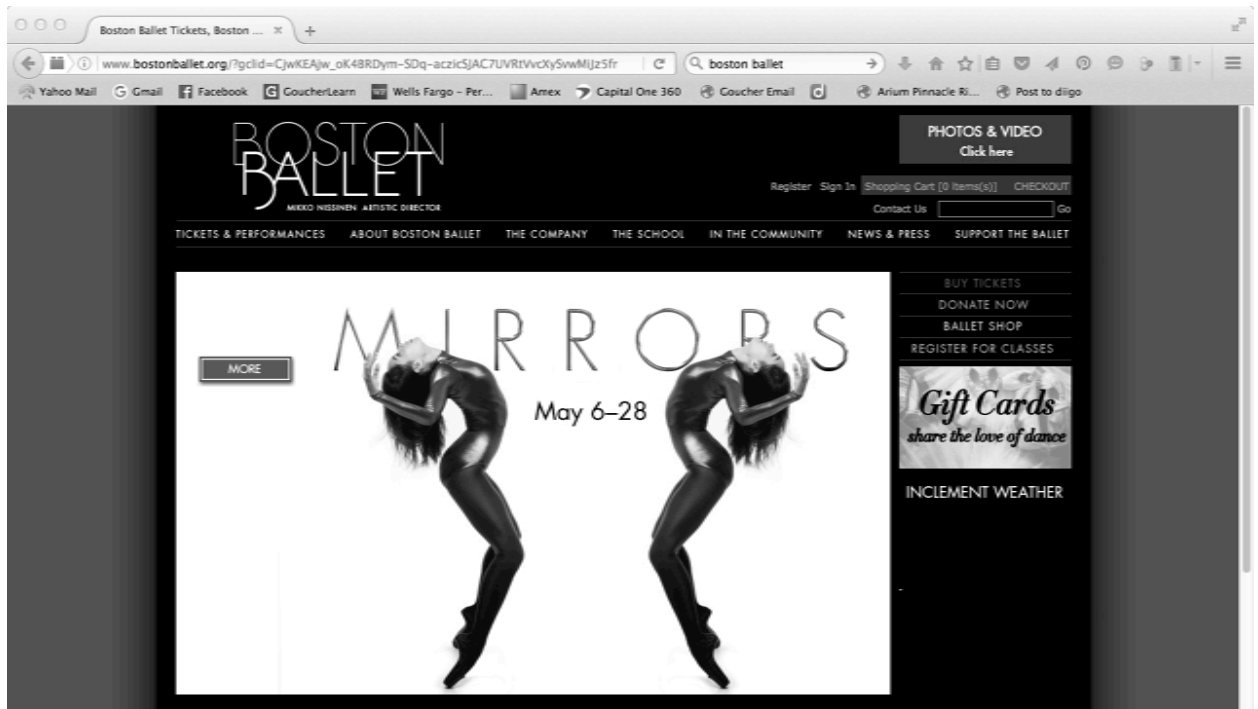 Boston Ballet Tickets, Boston ...
www.bostonballet.org/?gclid=CjwKEAjw_oK48RDym-SDq-aczicSJAC7UVRtVvcXySvwMiJz5fr
boston ballet
Yahoo Mail Gmail Facebook GoucherLearn Wells Fargo - Per... Amex Capital One 360 Goucher Email Arium Pinnacle Ri... Post to diigo
BOSTON
BALLET
MIKKO NISSINEN ARTISTIC DIRECTOR
PHOTOS & VIDEO
Click here
Register Sign In Shopping Cart [0 items(s)] CHECKOUT
Contact Us Go
TICKETS & PERFORMANCES ABOUT BOSTON BALLET THE COMPANY THE SCHOOL IN THE COMMUNITY NEWS & PRESS SUPPORT THE BALLET
MIRRORS
MORE
May 6–28
BUY TICKETS
DONATE NOW
BALLET SHOP
REGISTER FOR CLASSES
Gift Cards
share the love of dance
INCLEMENT WEATHER